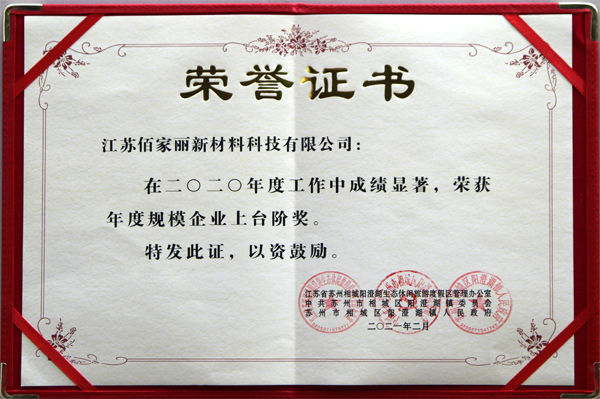 荣誉证书
江苏佰家丽新材料科技有限公司：
在二〇二〇年度工作中成绩显著，荣获
年度规模企业上台阶奖。
特发此证，以资鼓励。
江苏省苏州相城阳澄湖生态休闲旅游度假区管理办公室
中共苏州市相城区阳澄湖镇委员会
苏州市相城区阳澄湖镇人民政府
二〇二一年二月